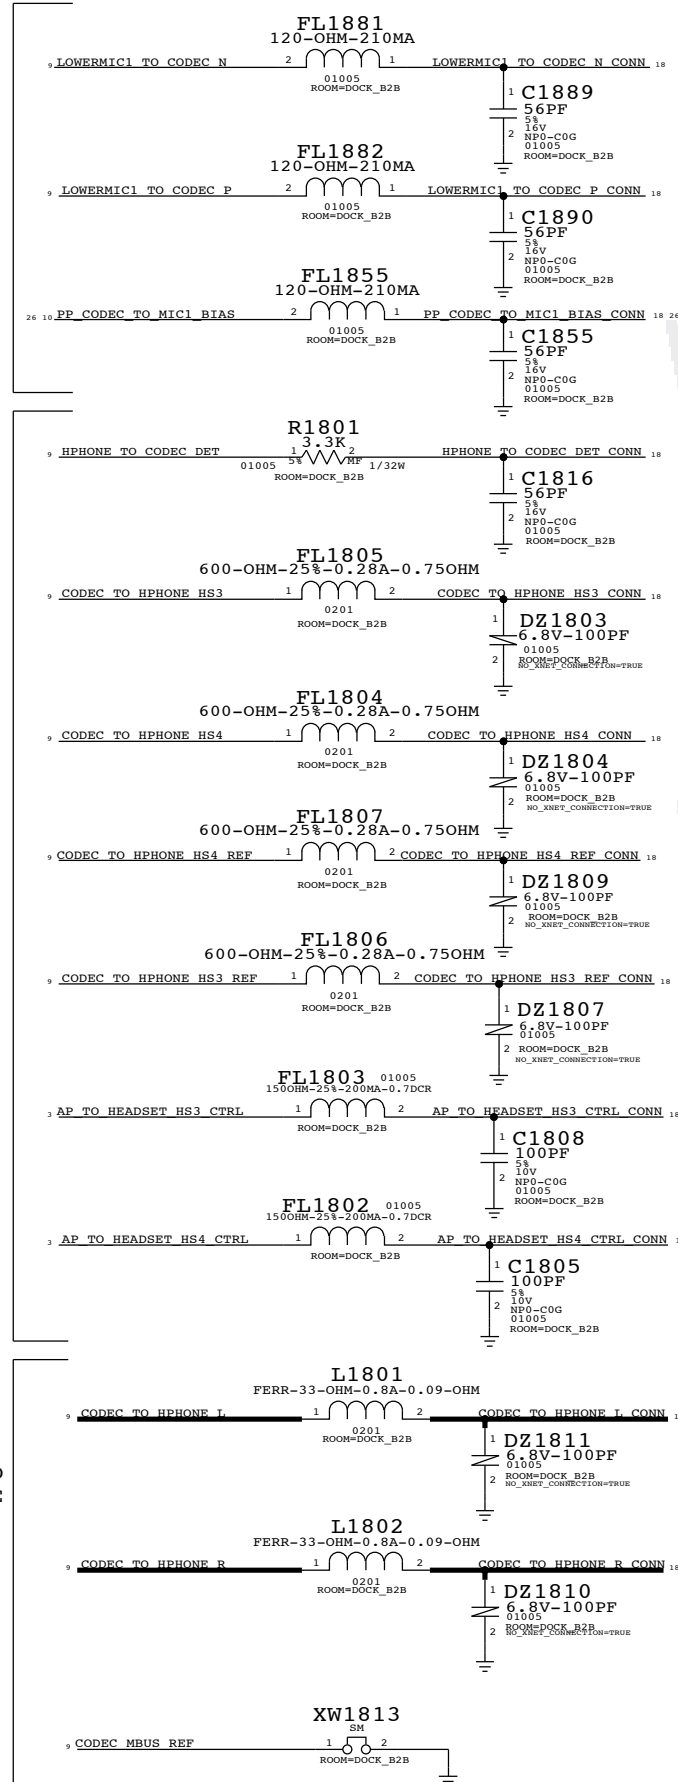 FL1881
120-OHM-210MA
9 LOWERMIC1 TO CODEC N 2 1 LOWERMIC1 TO CODEC N CONN 18
01005
ROOM=DOCK_B2B
1 C1889
56PF
5%
16V
2 NP0-C0G
01005
ROOM=DOCK_B2B
FL1882
120-OHM-210MA
9 LOWERMIC1 TO CODEC P 2 1 LOWERMIC1 TO CODEC P CONN 18
01005
ROOM=DOCK_B2B
1 C1890
56PF
5%
16V
2 NP0-C0G
01005
ROOM=DOCK_B2B
FL1855
120-OHM-210MA
26 10 PP_CODEC_TO_MIC1_BIAS 2 1 PP_CODEC_TO_MIC1_BIAS_CONN 18 26
01005
ROOM=DOCK_B2B
1 C1855
56PF
5%
16V
2 NP0-C0G
01005
ROOM=DOCK_B2B
R1801
3.3K
9 HPHONE TO CODEC DET 1 2 HPHONE TO CODEC DET CONN 18
01005 5% MF 1/32W
ROOM=DOCK_B2B
1 C1816
56PF
5%
16V
2 NP0-C0G
01005
ROOM=DOCK_B2B
FL1805
600-OHM-25%-0.28A-0.75OHM
9 CODEC TO HPHONE HS3 1 2 CODEC TO HPHONE HS3 CONN 18
0201
ROOM=DOCK_B2B
1 DZ1803
6.8V-100PF
01005
2 ROOM=DOCK_B2B
NO_XNET_CONNECTION=TRUE
FL1804
600-OHM-25%-0.28A-0.75OHM
9 CODEC TO HPHONE HS4 1 2 CODEC TO HPHONE HS4 CONN 18
0201
ROOM=DOCK_B2B
1 DZ1804
6.8V-100PF
01005
2 ROOM=DOCK_B2B
NO_XNET_CONNECTION=TRUE
FL1807
600-OHM-25%-0.28A-0.75OHM
9 CODEC TO HPHONE HS4 REF 1 2 CODEC TO HPHONE HS4 REF CONN 18
0201
ROOM=DOCK_B2B
1 DZ1809
6.8V-100PF
01005
2 ROOM=DOCK_B2B
NO_XNET_CONNECTION=TRUE
FL1806
600-OHM-25%-0.28A-0.75OHM
9 CODEC TO HPHONE HS3 REF 1 2 CODEC TO HPHONE HS3 REF CONN 18
0201
ROOM=DOCK_B2B
1 DZ1807
6.8V-100PF
01005
2 ROOM=DOCK_B2B
NO_XNET_CONNECTION=TRUE
FL1803 01005
150OHM-25%-200MA-0.7DCR
3 AP TO HEADSET HS3 CTRL 1 2 AP TO HEADSET HS3 CTRL CONN 18
ROOM=DOCK_B2B
1 C1808
100PF
5%
10V
2 NP0-C0G
01005
ROOM=DOCK_B2B
FL1802 01005
150OHM-25%-200MA-0.7DCR
3 AP TO HEADSET HS4 CTRL 1 2 AP TO HEADSET HS4 CTRL CONN
ROOM=DOCK_B2B
1 C1805
100PF
5%
10V
2 NP0-C0G
01005
ROOM=DOCK_B2B
L1801
FERR-33-OHM-0.8A-0.09-OHM
9 CODEC TO HPHONE L 1 2 CODEC TO HPHONE L CONN
0201
ROOM=DOCK_B2B
1 DZ1811
6.8V-100PF
01005
ROOM=DOCK_B2B
2 NO_XNET_CONNECTION=TRUE
L1802
FERR-33-OHM-0.8A-0.09-OHM
9 CODEC TO HPHONE R 1 2 CODEC TO HPHONE R CONN 18
0201
ROOM=DOCK_B2B
1 DZ1810
6.8V-100PF
01005
ROOM=DOCK_B2B
2 NO_XNET_CONNECTION=TRUE
XW1813
SM
9 CODEC MBUS REF 1 2
ROOM=DOCK_B2B